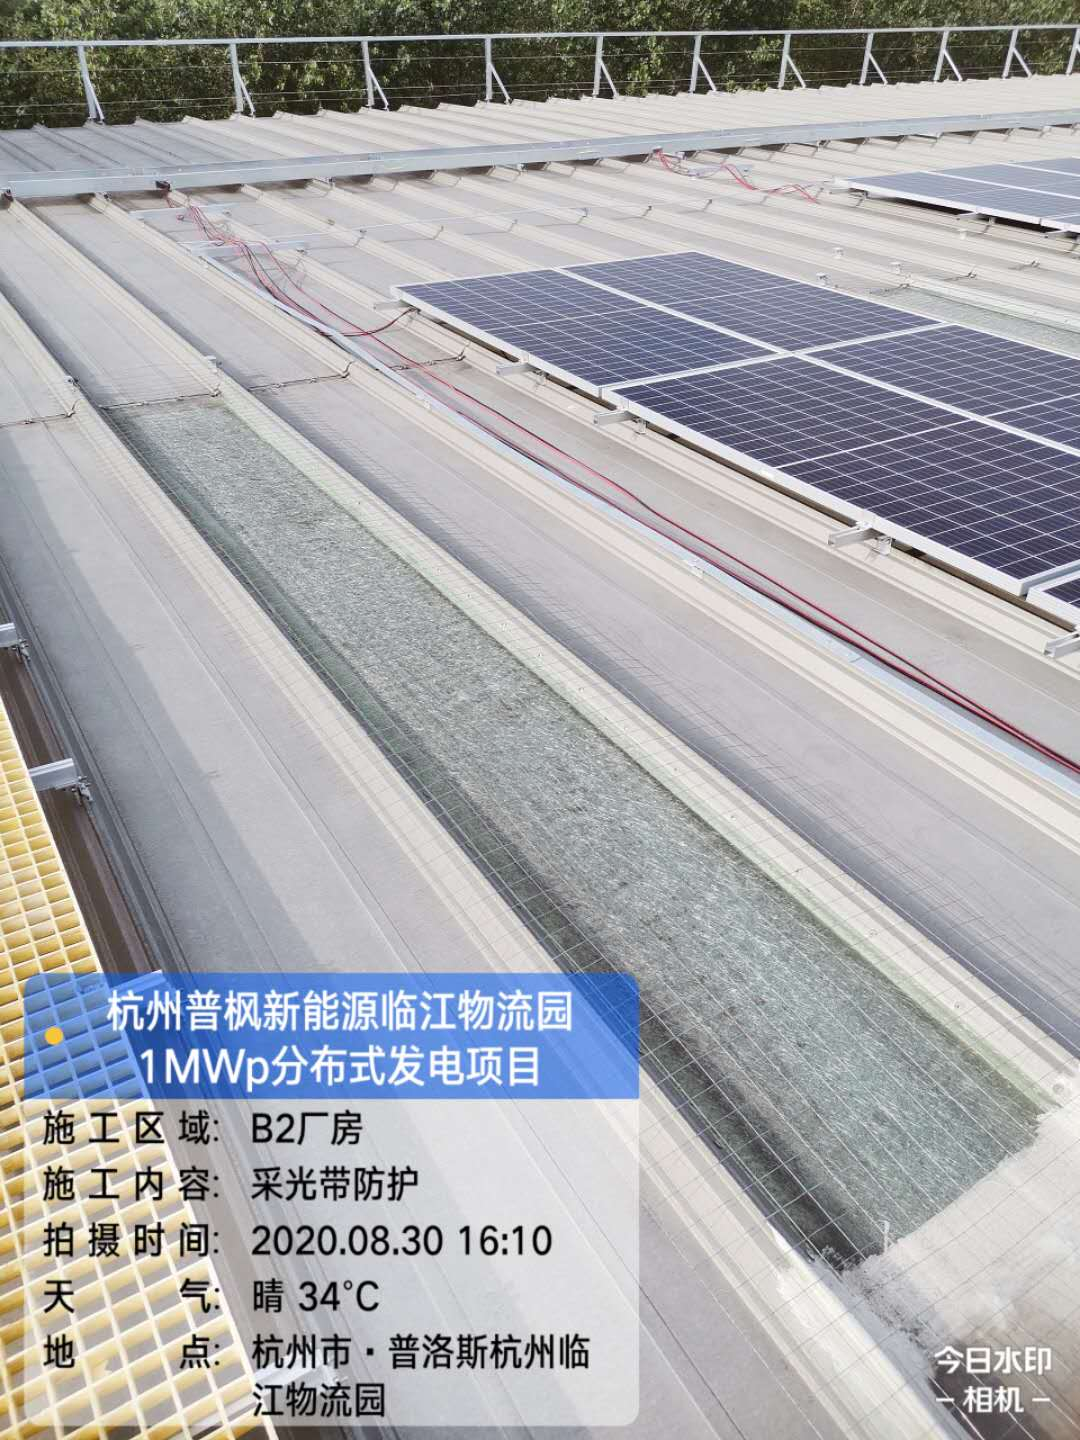 杭州普枫新能源临江物流园
1MWp分布式发电项目
施工区域: B2厂房
施工内容: 采光带防护
拍摄时间: 2020.08.30 16:10
天气: 晴 34°C
地点: 杭州市·普洛斯杭州临
江物流园
今日水印
相机